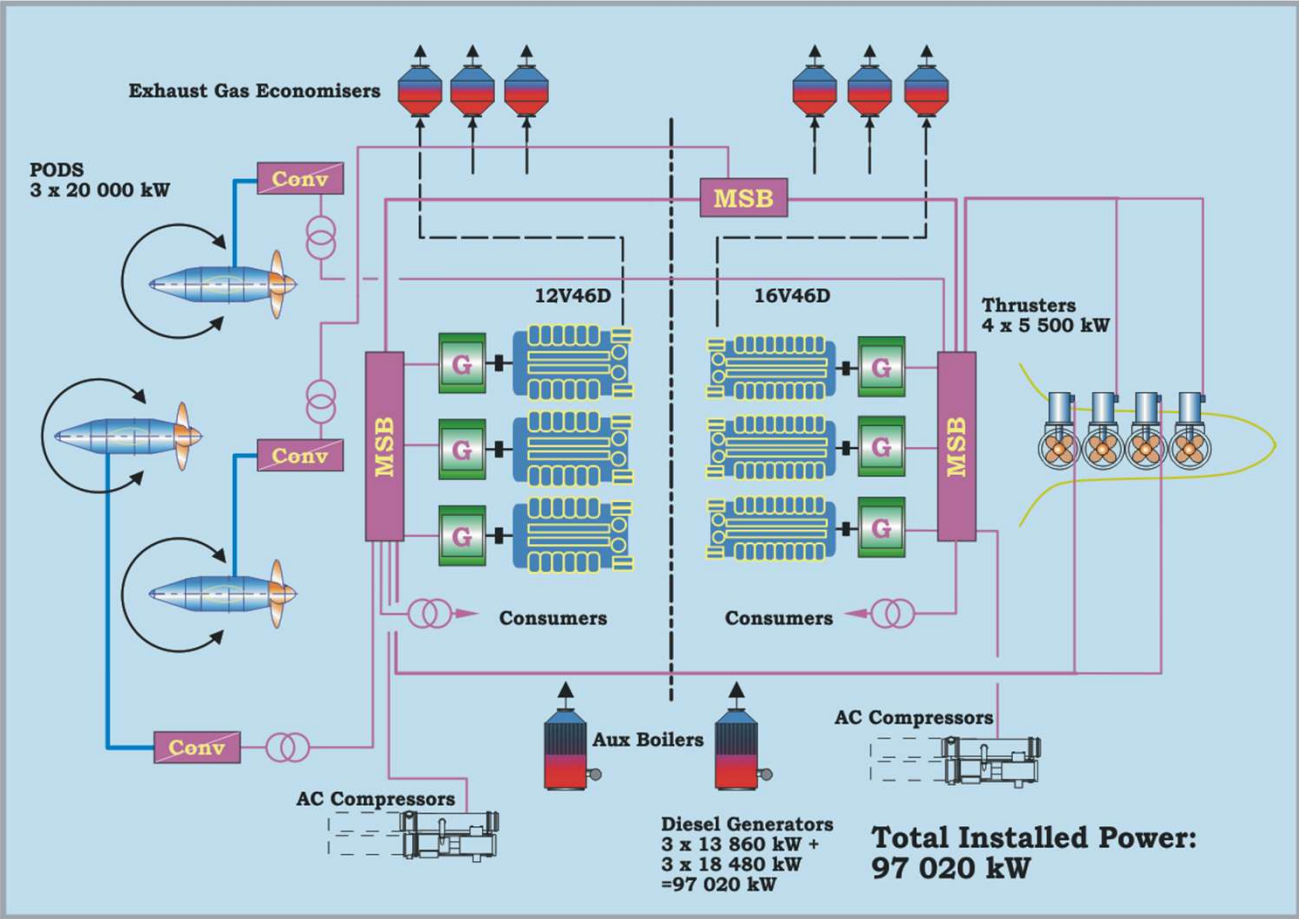 Exhaust Gas Economisers
PODS
3 x 20 000 kW
Conv
MSB
12V46D
16V46D
Thrusters
4 x 5 500 kW
G
G
MSB
MSB
G
G
Conv
G
G
Consumers
Consumers
AC Compressors
Aux Boilers
Conv
AC Compressors
Diesel Generators
3 x 13 860 kW +
3 x 18 480 kW
=97 020 kW
Total Installed Power:
97 020 kW